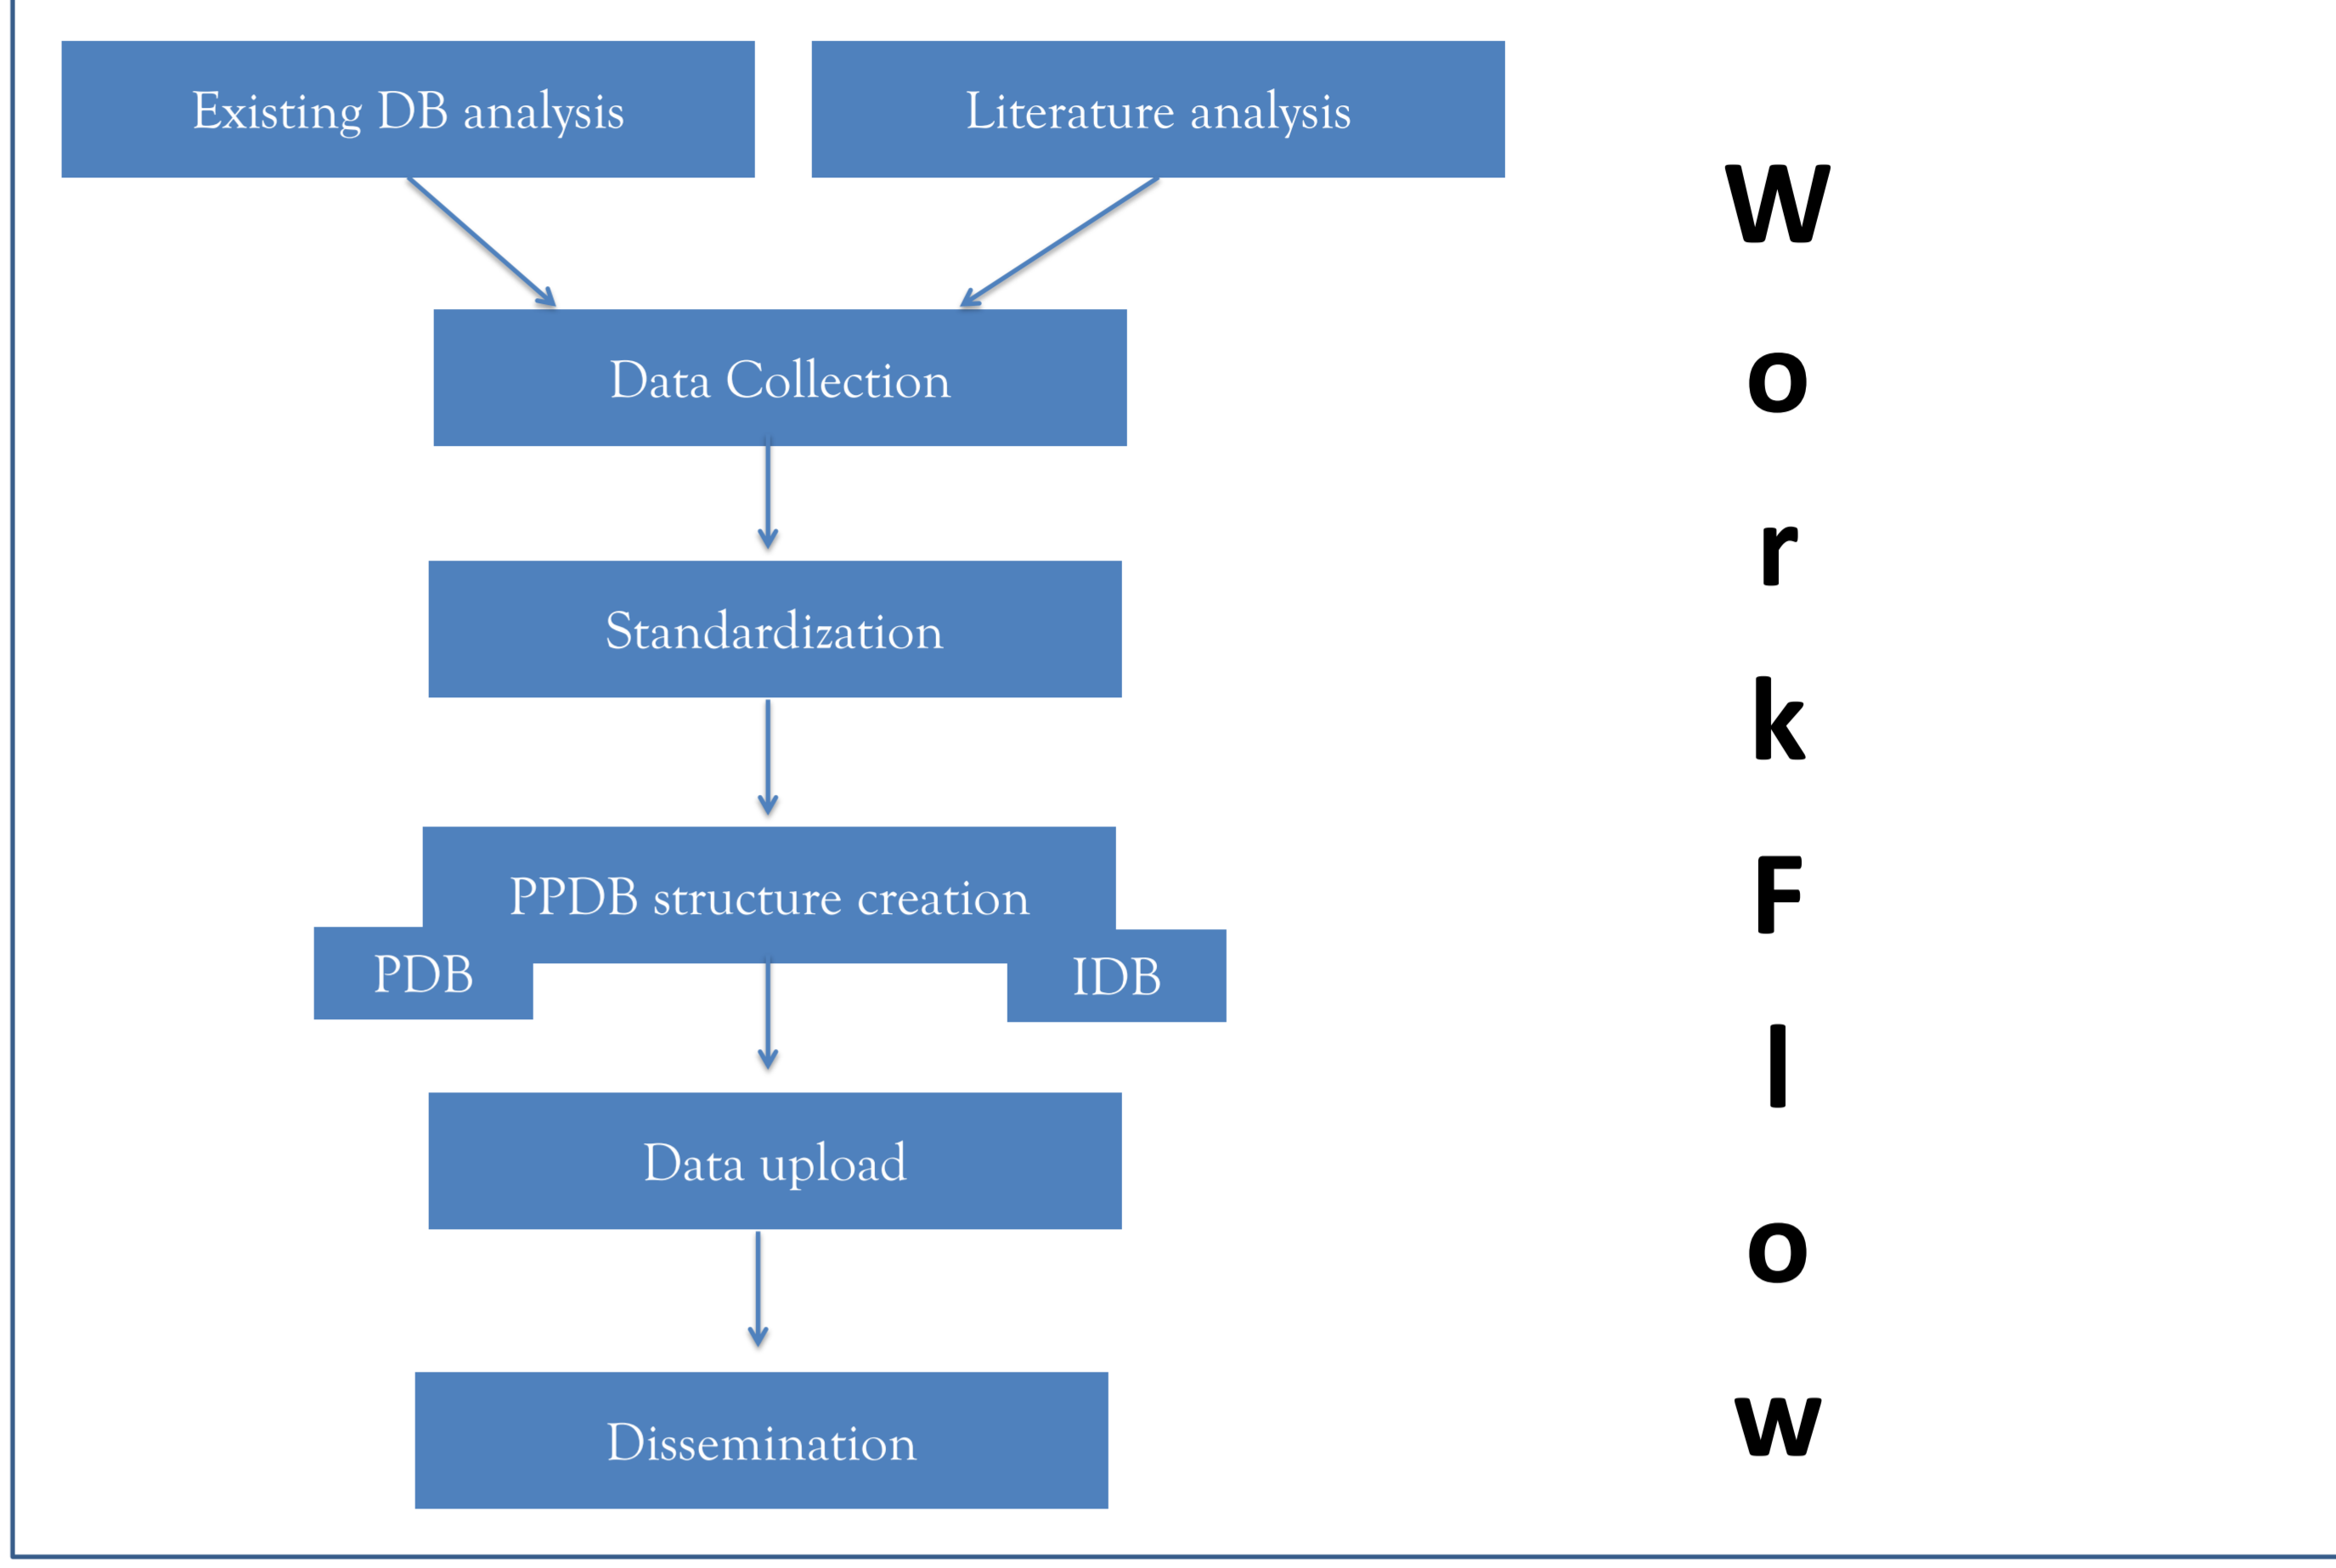 Existing DB analysis
Literature analysis
Data Collection
Standardization
PPDB structure creation
PDB
IDB
Data upload
Dissemination
W
o
r
k
F
l
o
w